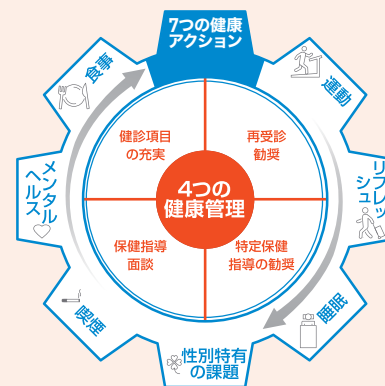 7つの健康
アクション
運動
リフレッ
シュ
睡眠
性別特有
の課題
喫煙
メンタル
ヘルス
食事
健診項目
の充実
再受診
勧奨
4つの
健康管理
保健指導
面談
特定保健
指導の勧奨